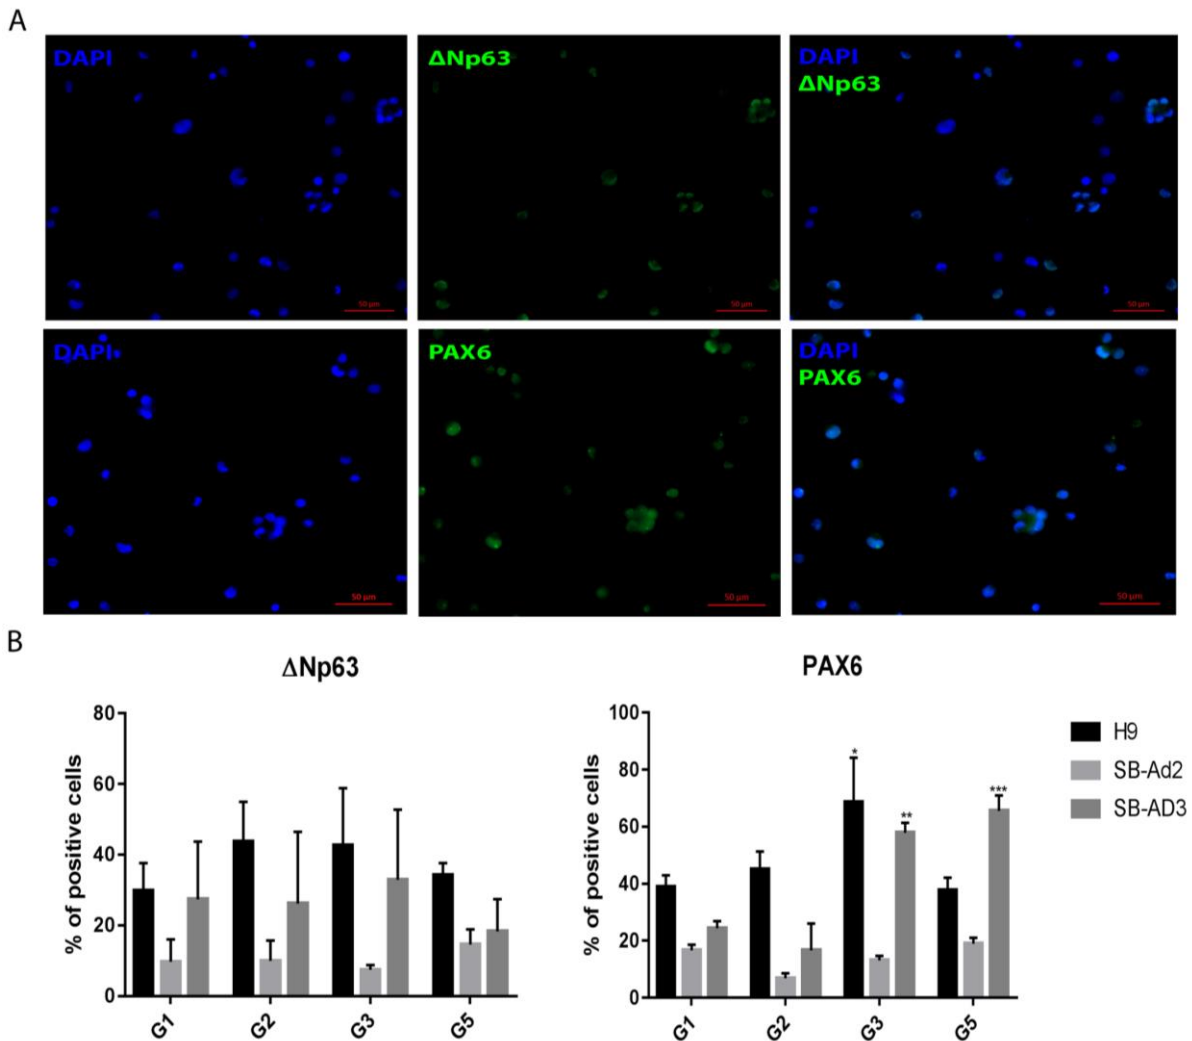 A
DAPI
ΔNp63
DAPI
ΔNp63
50 µm
50 µm
50 µm
DAPI
PAX6
DAPI
PAX6
50 µm
50 µm
50 µm
B
ΔNp63
% of positive cells
80
60
40
20
0
G1
G2
G3
G5
PAX6
% of positive cells
100
80
60
40
20
0
*
**
***
G1
G2
G3
G5
H9
SB-Ad2
SB-AD3